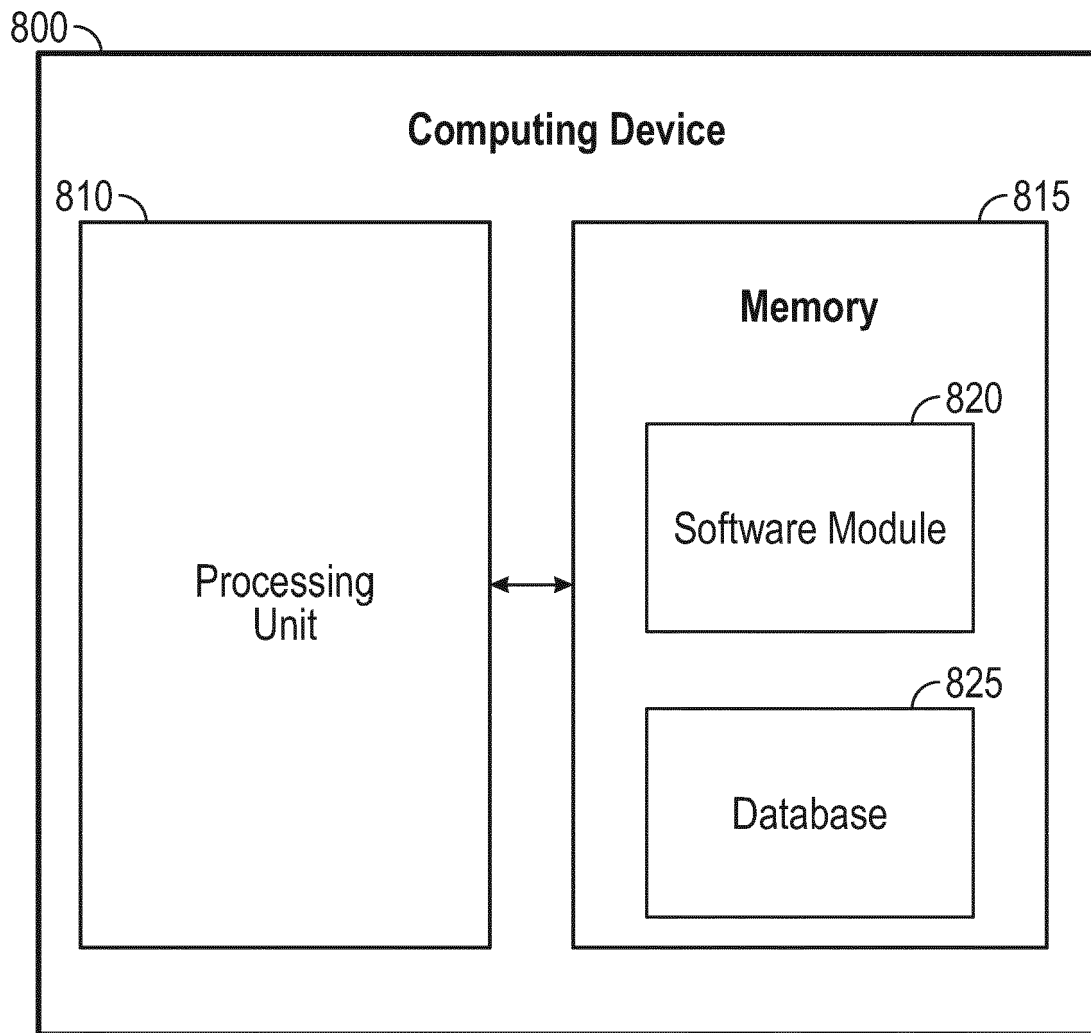 800
Computing Device
810
815
Memory
820
Software Module
Processing
Unit
825
Database